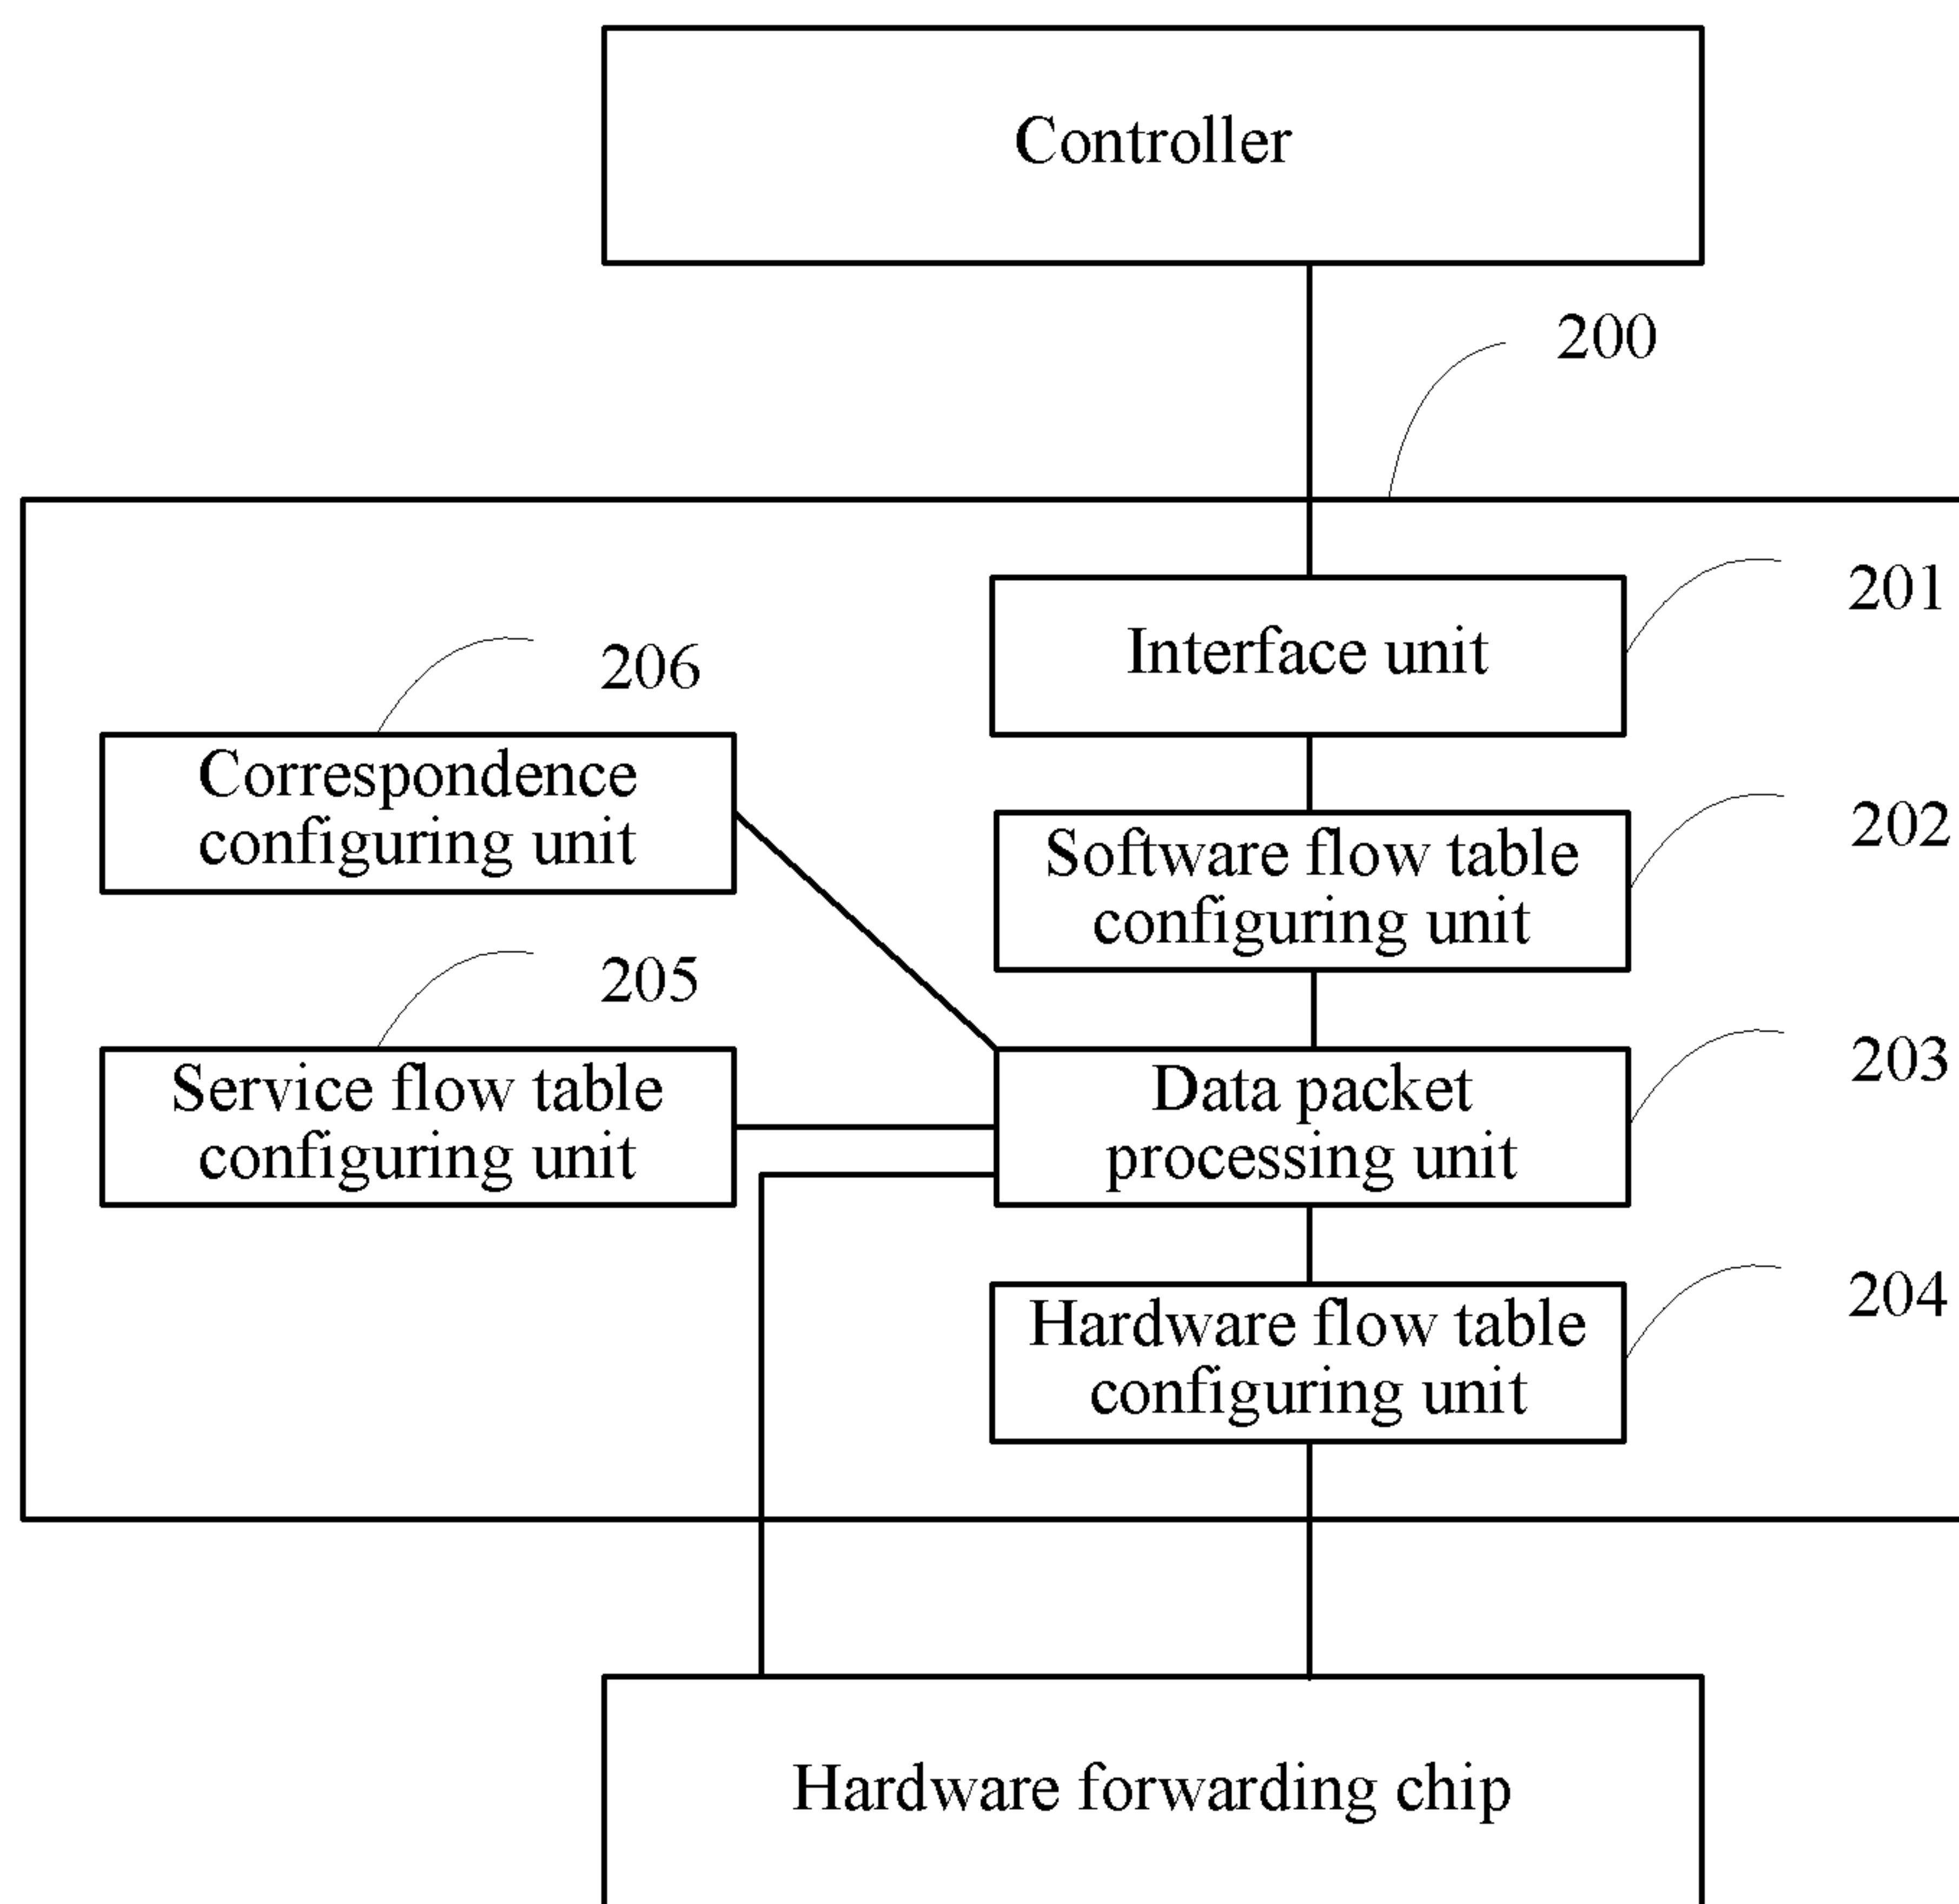 Controller
200
201
Interface unit
206
Correspondence
configuring unit
202
Software flow table
configuring unit
205
Service flow table
configuring unit
203
Data packet
processing unit
204
Hardware flow table
configuring unit
Hardware forwarding chip